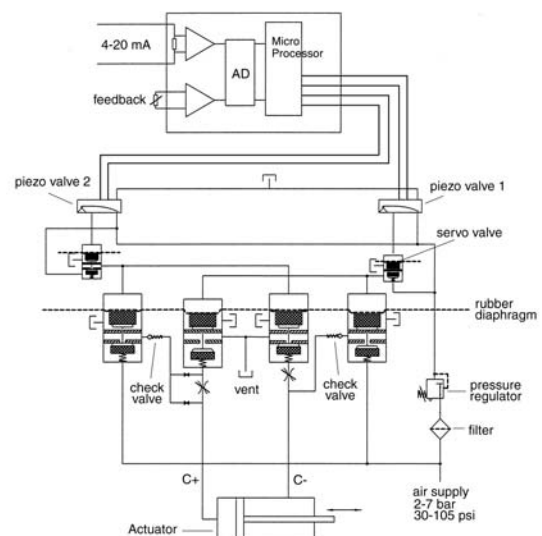 4-20 mA
Micro
Processor
AD
feedback
piezo valve 2
piezo valve 1
servo valve
rubber
diaphragm
check
valve
vent
check
valve
pressure
regulator
filter
C+
C-
air supply
2-7 bar
30-105 psi
Actuator